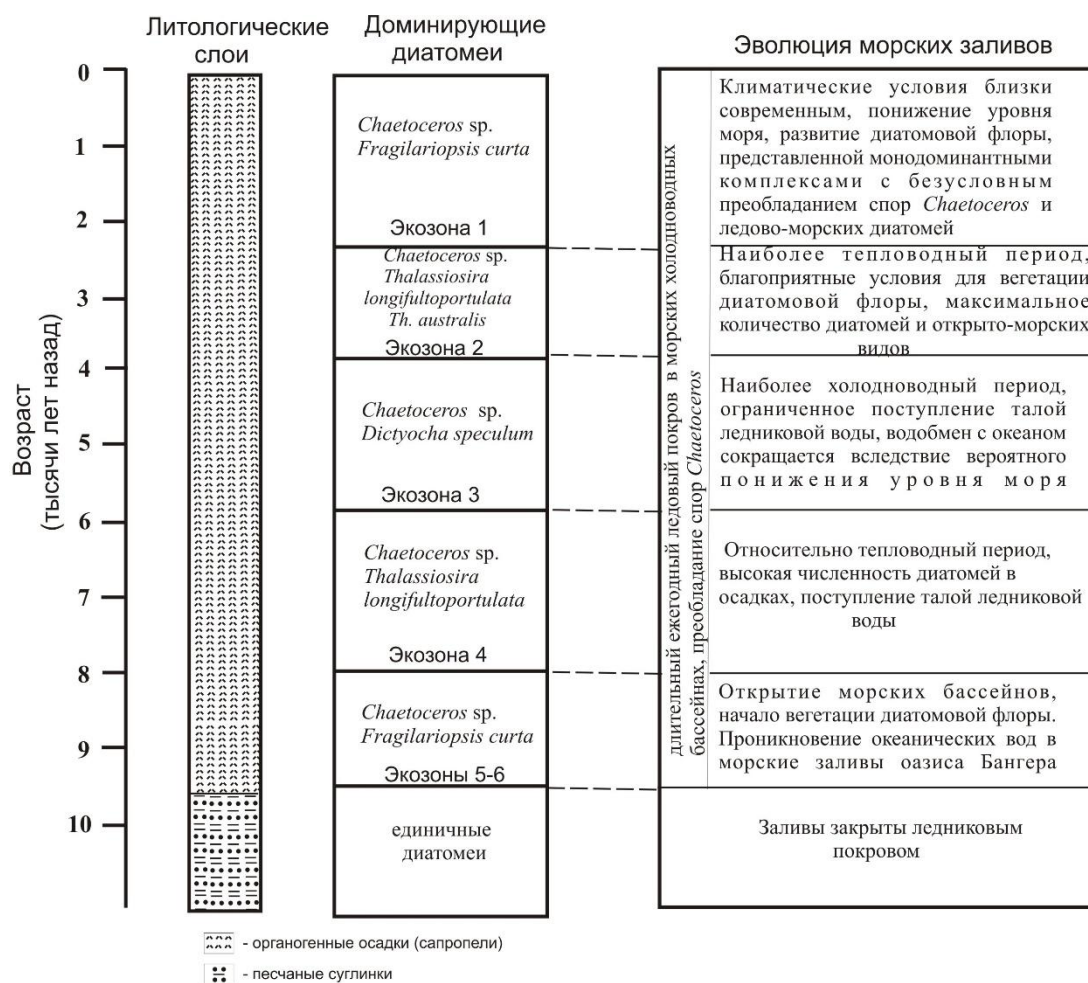 Литологические
слои
Доминирующие
диатомеи
Эволюция морских заливов
Возраст
(тысячи лет назад)
0
1
2
3
4
5
6
7
8
9
10
Chaetoceros sp.
Fragilariopsis curta
Экозона 1
Chaetoceros sp.
Thalassiosira
longifultoportulata
Th. australis
Экозона 2
Chaetoceros sp.
Dictyocha speculum
Экозона 3
Chaetoceros sp.
Thalassiosira
longifultoportulata
Экозона 4
Chaetoceros sp.
Fragilariopsis curta
Экозоны 5-6
единичные
диатомеи
длительный ежегодный ледовый покров в морских холодноводных
бассейнах, преобладание спор Chaetoceros
Климатические условия близки
современным, понижение уровня
моря, развитие диатомовой флоры,
представленной монодоминантными
комплексами с безусловным
преобладанием спор Chaetoceros и
ледово-морских диатомей
Наиболее тепловодный период,
благоприятные условия для вегетации
диатомовой флоры, максимальное
количество диатомей и открыто-морских
видов
Наиболее холодноводный период,
ограниченное поступление талой
ледниковой воды, водобмен с океаном
сокращается вследствие вероятного
понижения уровня моря
Относительно тепловодный период,
высокая численность диатомей в
осадках, поступление талой ледниковой
воды
Открытие морских бассейнов,
начало вегетации диатомовой флоры.
Проникновение океанических вод в
морские заливы оазиса Бангера
Заливы закрыты ледниковым
покровом
- органогенные осадки (сапропели)
- песчаные суглинки